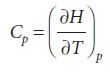 C_p = (∂H/∂T)_p